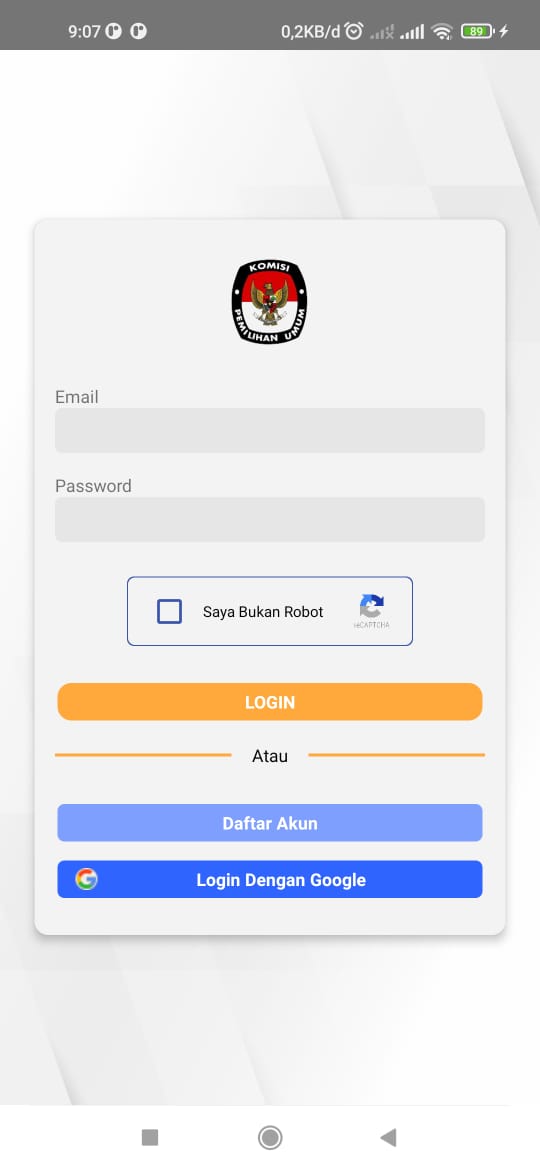 9:07
0,2KB/d
89
KOMISI
PEMILIHAN UMUM
Email
Password
Saya Bukan Robot
reCAPTCHA
LOGIN
Atau
Daftar Akun
Login Dengan Google